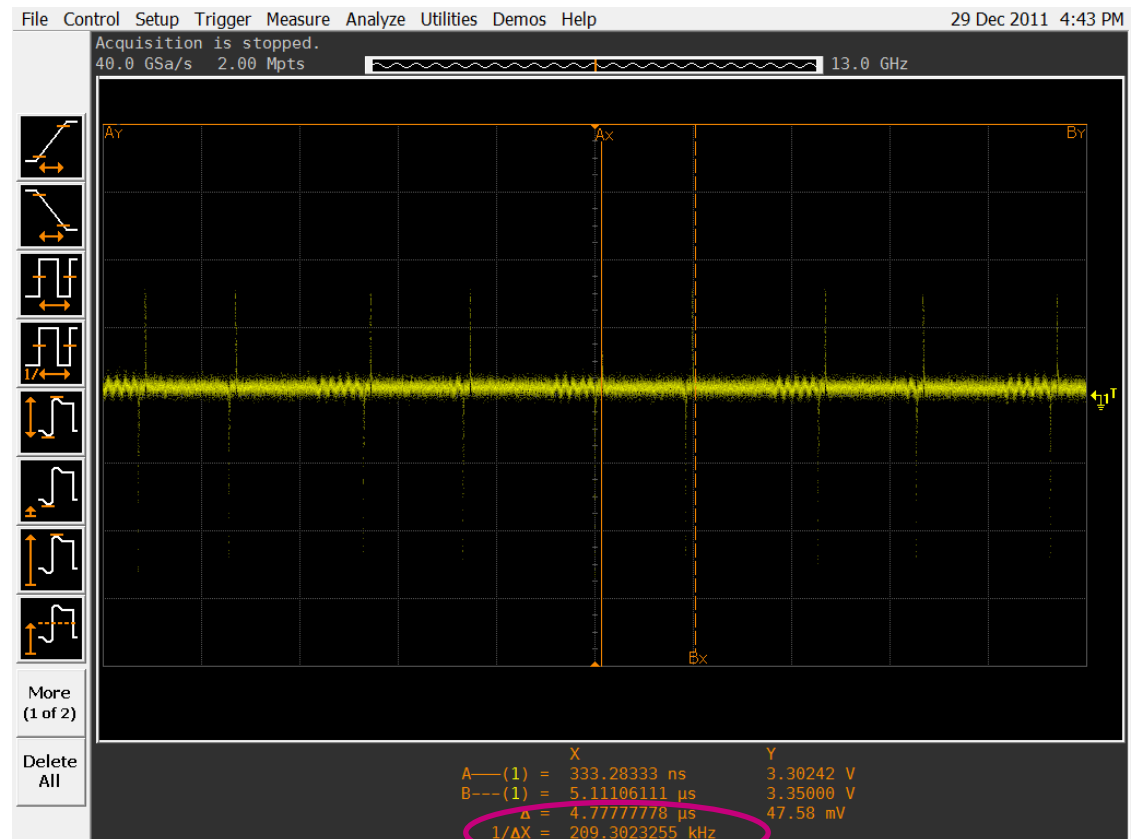 File Control Setup Trigger Measure Analyze Utilities Demos Help 29 Dec 2011 4:43 PM
Acquisition is stopped.
40.0 GSa/s 2.00 Mpts 13.0 GHz
AY AX BY
1/
1 T
BX
More
(1 of 2)
Delete
All
X Y
A——(1) = 333.28333 ns 3.30242 V
B---(1) = 5.11106111 µs 3.35000 V
Δ = 4.77777778 µs 47.58 mV
1/ΔX = 209.3023255 kHz